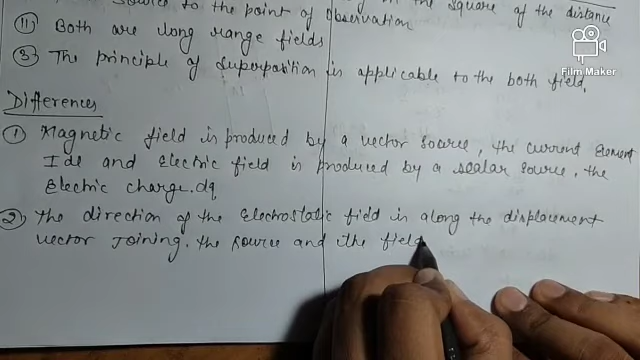 source to the point of observation
the square of the distance
(II) Both are long range fields
(3) The principle of superposition is applicable to the both field.
Differences
(1) Magnetic field is produced by a vector source, the current element
Idl and Electric field is produced by a scalar source, the
Electric charge. dq
(2) The direction of the Electrostatic field is along the displacement
vector Joining. the source and the field
Film Maker